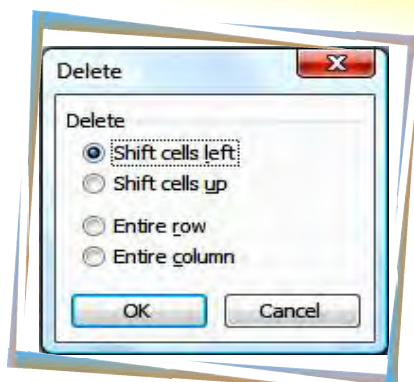 Delete
Delete
Shift cells left
Shift cells up
Entire row
Entire column
OK Cancel